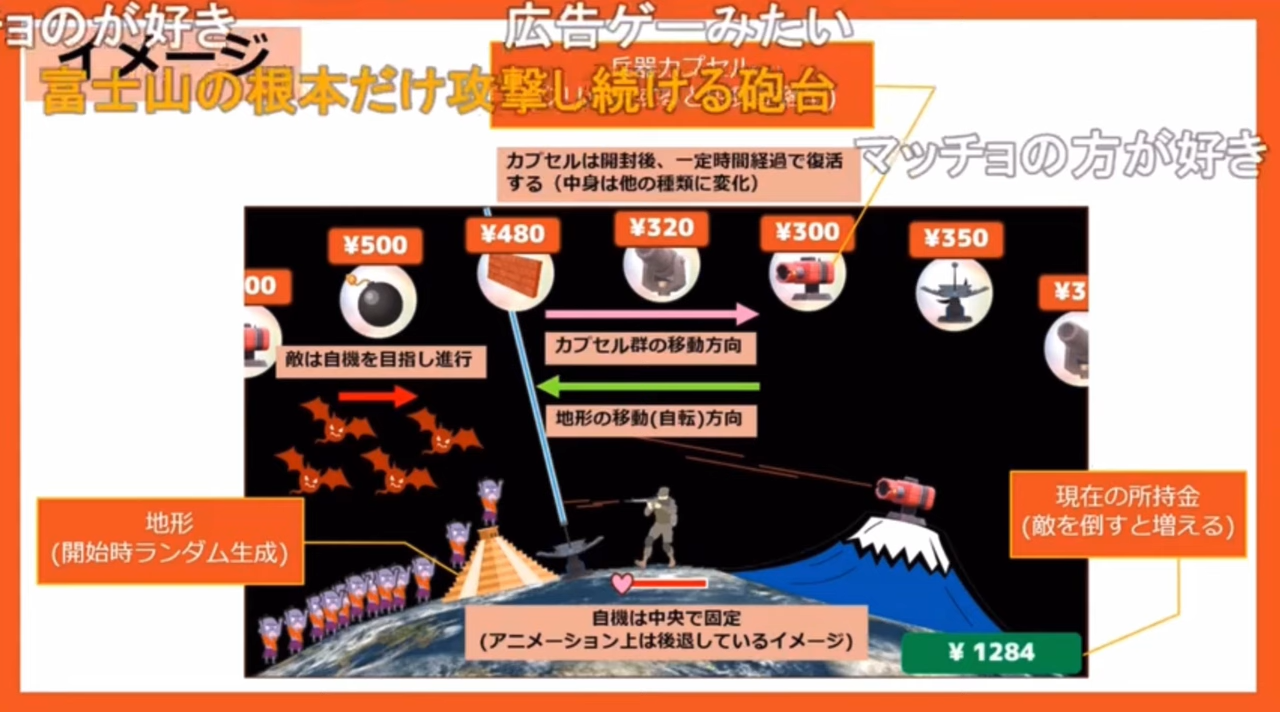 ョのが好き
広告ゲーみたい
イメージ
兵器カプセル
富士山の根本だけ攻撃し続ける砲台
マッチョの方が好き
カプセルは開封後、一定時間経過で復活
する（中身は他の種類に変化）
¥500
¥480
¥320
¥300
¥350
00
¥3
カプセル群の移動方向
敵は自機を目指し進行
地形の移動(自転)方向
現在の所持金
(敵を倒すと増える)
地形
(開始時ランダム生成)
自機は中央で固定
(アニメーション上は後退しているイメージ)
¥ 1284